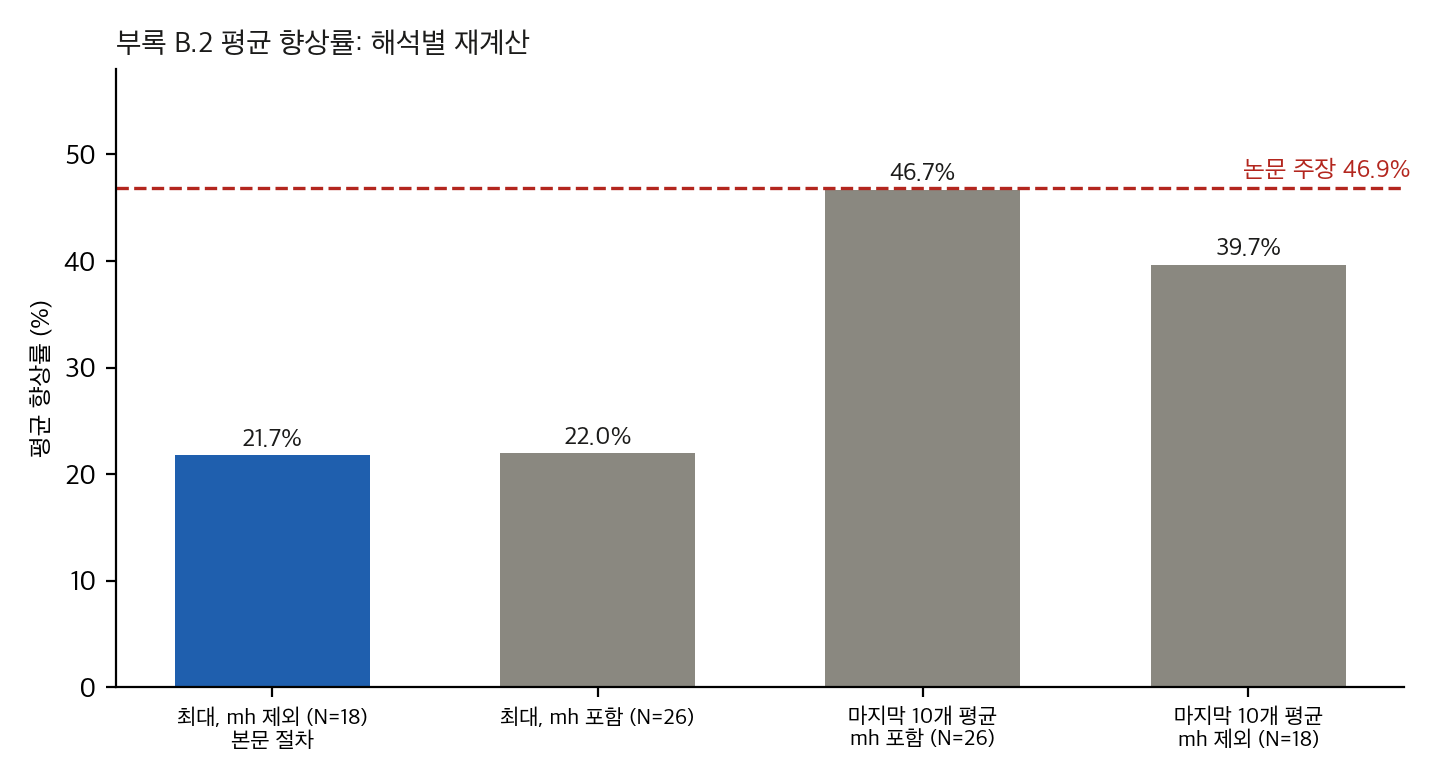 부록 B.2 평균 향상률: 해석별 재계산
평균 향상률 (%)
50
40
30
20
10
0
논문 주장 46.9%
21.7%
22.0%
46.7%
39.7%
최대, mh 제외 (N=18)
본문 절차
최대, mh 포함 (N=26)
마지막 10개 평균
mh 포함 (N=26)
마지막 10개 평균
mh 제외 (N=18)